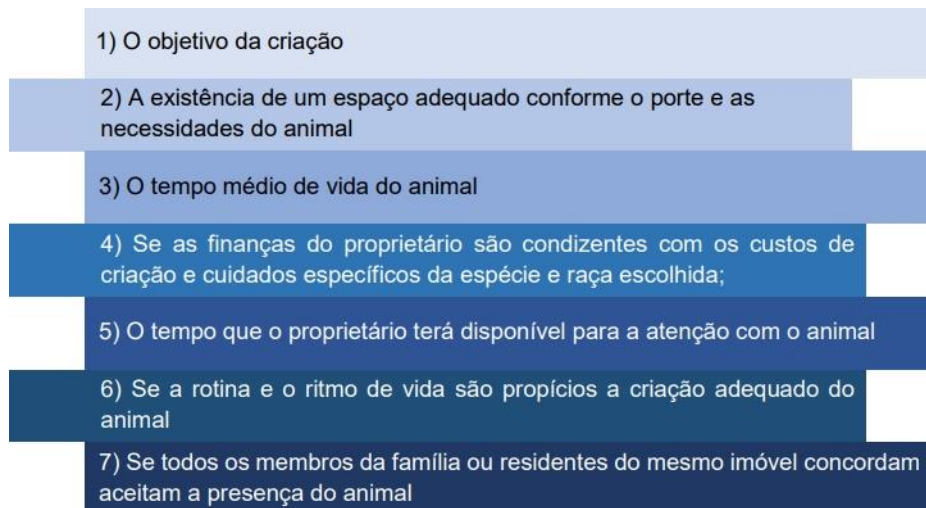 1) O objetivo da criação
2) A existência de um espaço adequado conforme o porte e as
necessidades do animal
3) O tempo médio de vida do animal
4) Se as finanças do proprietário são condizentes com os custos de
criação e cuidados específicos da espécie e raça escolhida;
5) O tempo que o proprietário terá disponível para a atenção com o animal
6) Se a rotina e o ritmo de vida são propícios a criação adequado do
animal
7) Se todos os membros da família ou residentes do mesmo imóvel concordam
aceitam a presença do animal